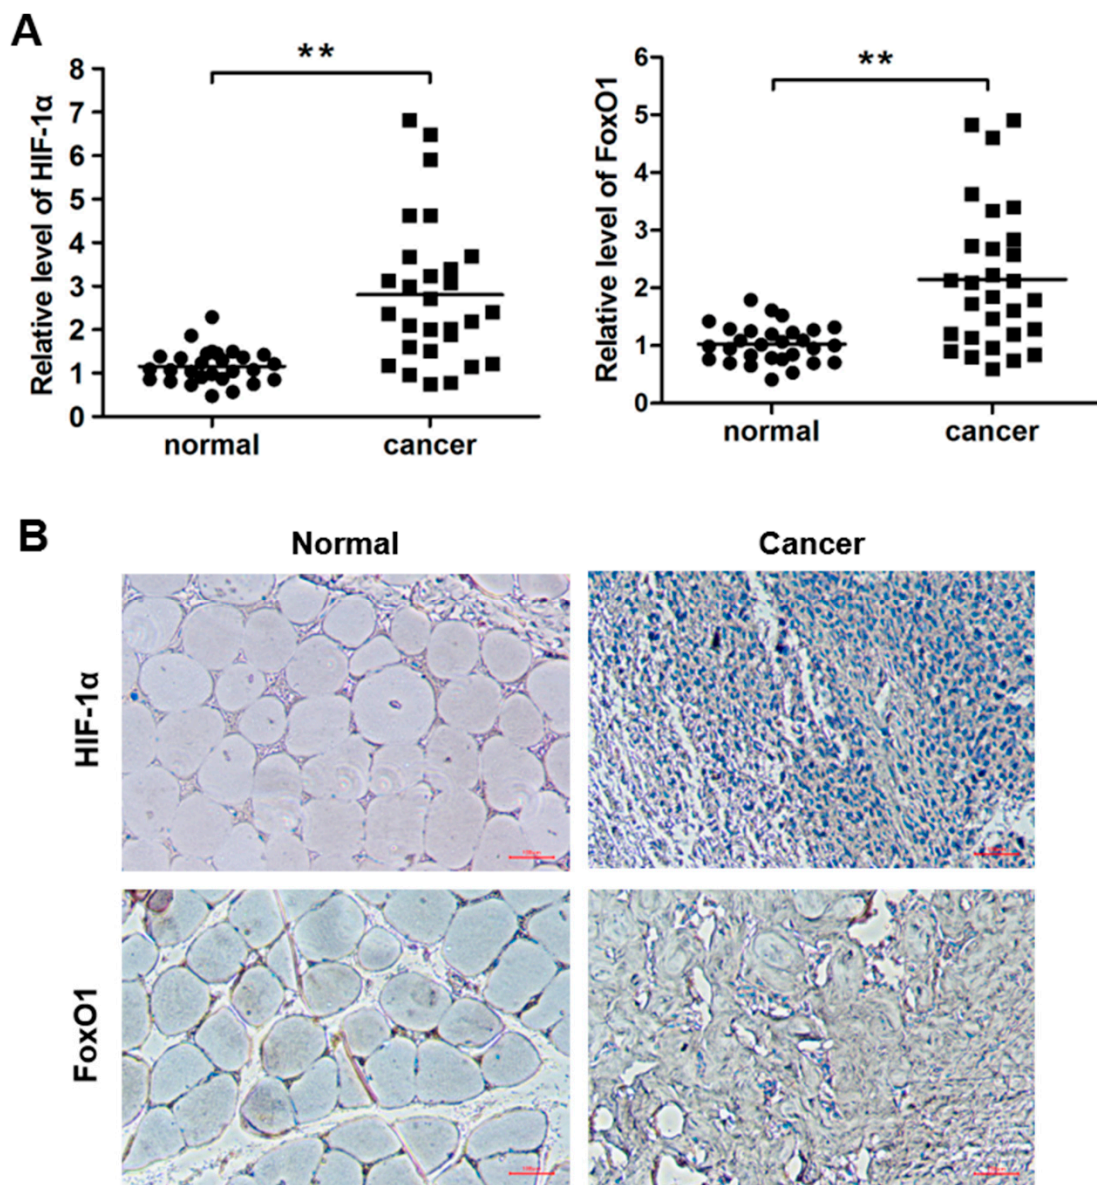 A
**
Relative level of HIF-1α
8
7
6
5
4
3
2
1
0
normal
cancer
**
Relative level of FoxO1
6
5
4
3
2
1
0
normal
cancer
B
Normal
Cancer
HIF-1α
FoxO1